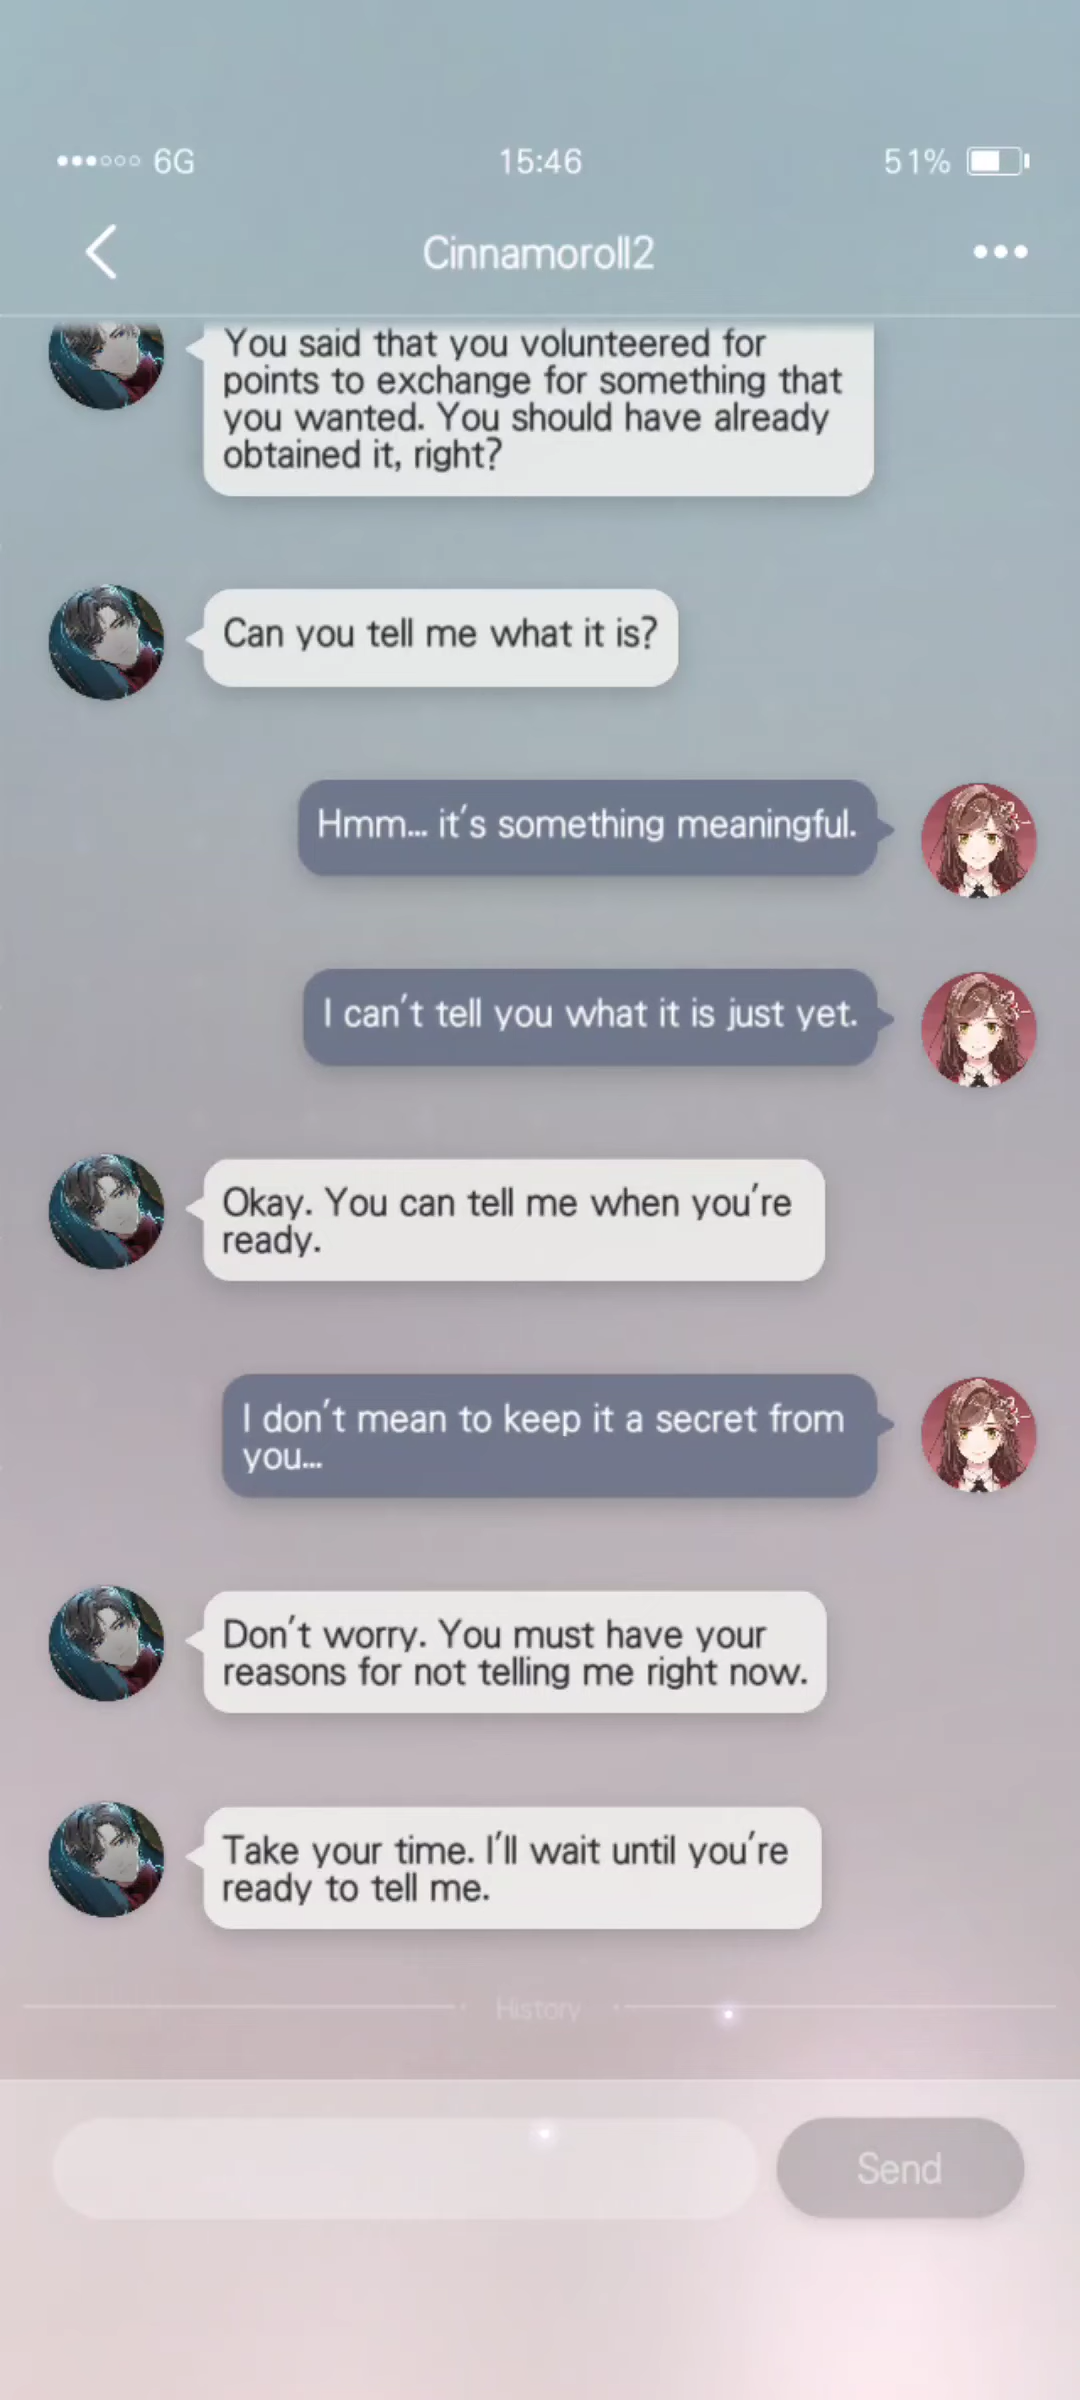 6G 15:46 51%
Cinnamoroll2
You said that you volunteered for
points to exchange for something that
you wanted. You should have already
obtained it, right?
Can you tell me what it is?
Hmm... it's something meaningful.
I can't tell you what it is just yet.
Okay. You can tell me when you're
ready.
I don't mean to keep it a secret from
you...
Don't worry. You must have your
reasons for not telling me right now.
Take your time. I'll wait until you're
ready to tell me.
History
Send